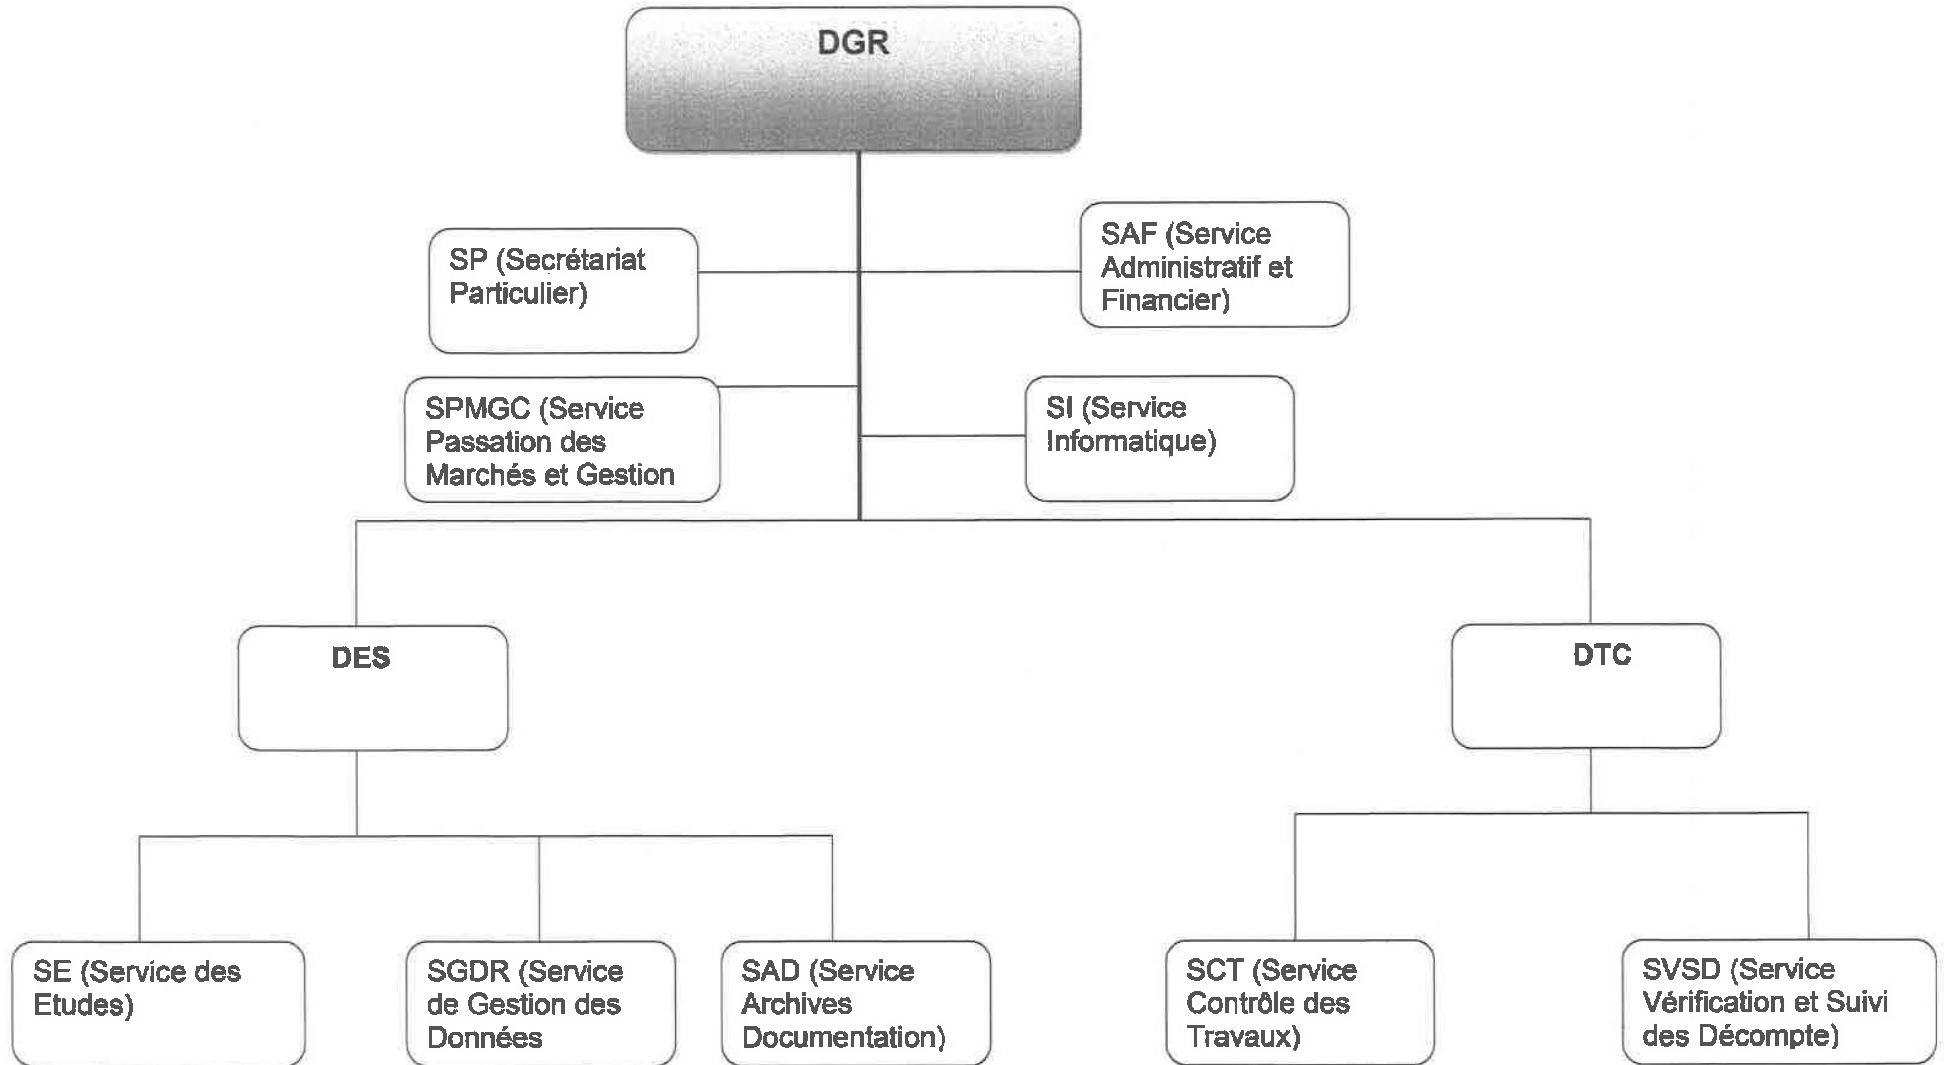 DGR
SP (Secrétariat
Particulier)
SAF (Service
Administratif et
Financier)
SPMGC (Service
Passation des
Marchés et Gestion
SI (Service
Informatique)
DES
DTC
SE (Service des
Etudes)
SGDR (Service
de Gestion des
Données
SAD (Service
Archives
Documentation)
SCT (Service
Contrôle des
Travaux)
SVSD (Service
Vérification et Suivi
des Décompte)